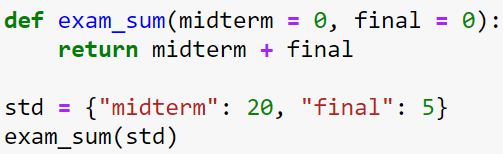 def exam_sum(midterm = 0, final = 0):
    return midterm + final

std = {"midterm": 20, "final": 5}
exam_sum(std)